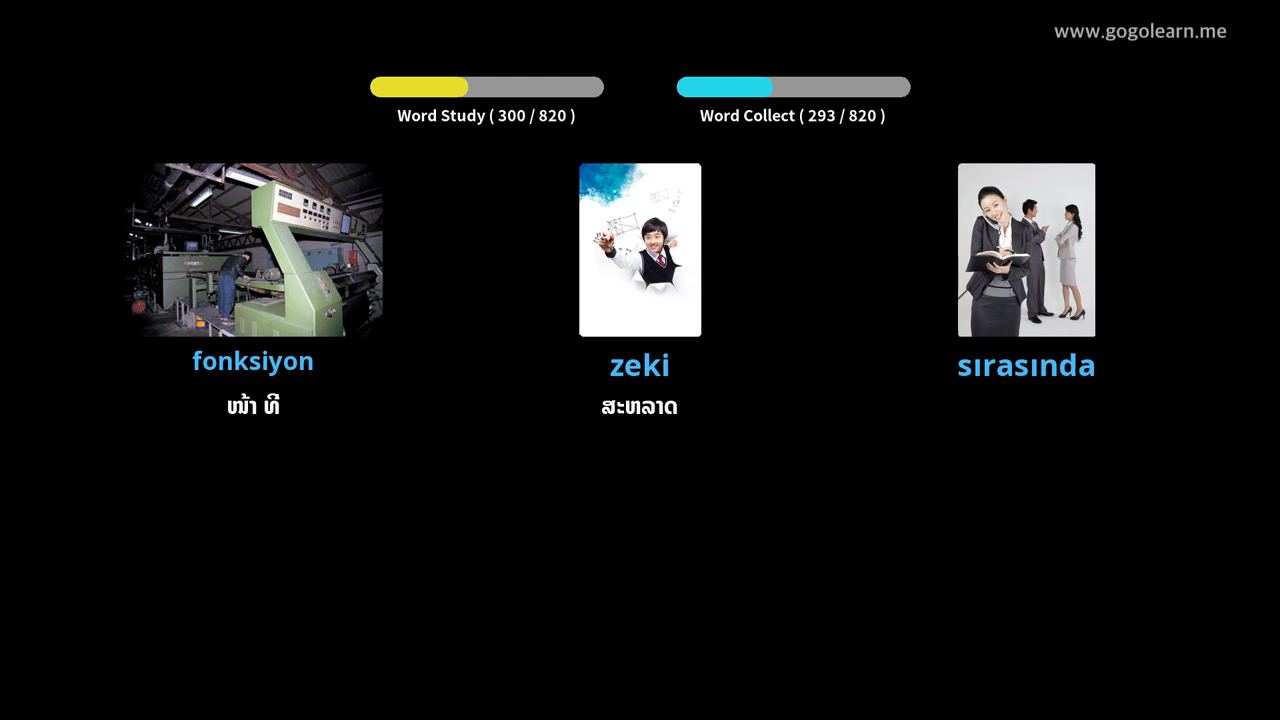 www.gogolearn.me
Word Study ( 300 / 820 )
Word Collect ( 293 / 820 )
fonksiyon
zeki
sırasında
ໜ້າ ທີ
ສະຫລາດ